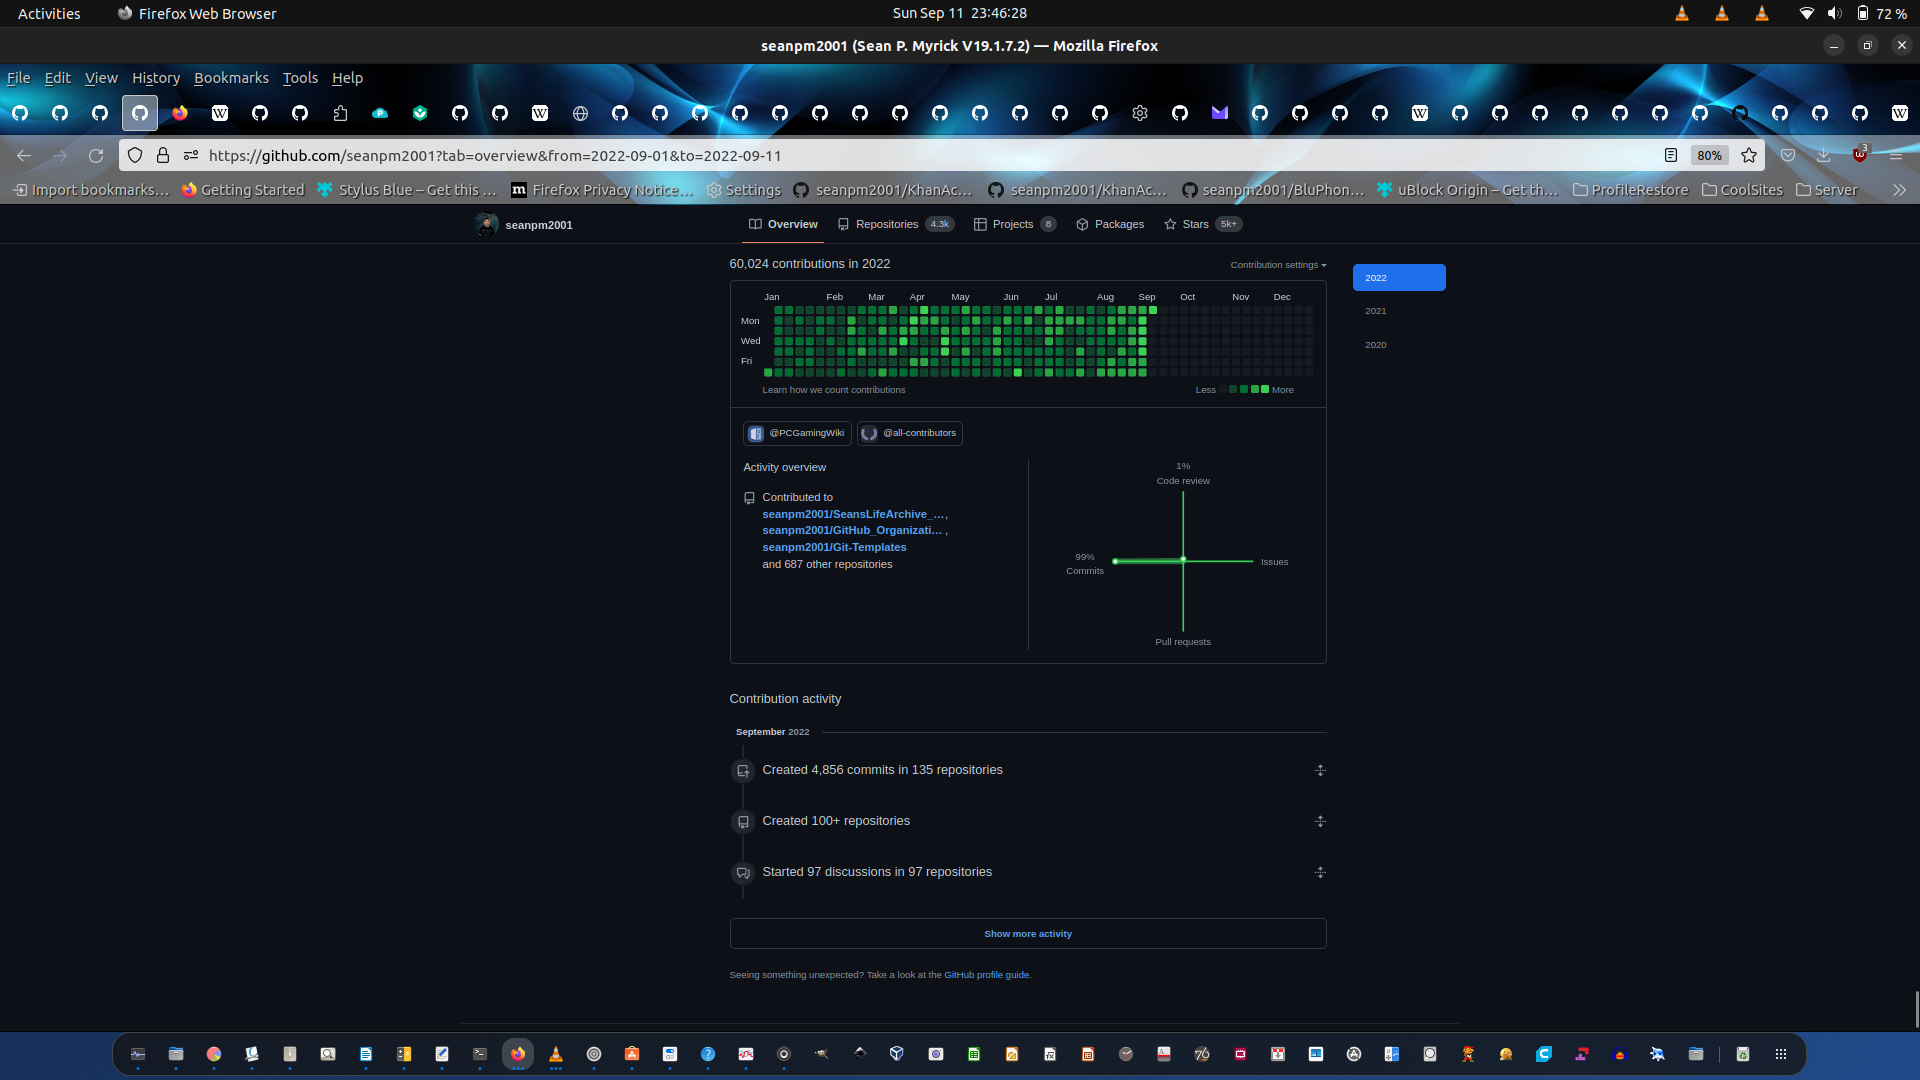 Activities
Firefox Web Browser
Sun Sep 11 23:46:28
72 %
seanpm2001 (Sean P. Myrick V19.1.7.2) — Mozilla Firefox
File Edit View History Bookmarks Tools Help
https://github.com/seanpm2001?tab=overview&from=2022-09-01&to=2022-09-11
80%
3
Import bookmarks… Getting Started Stylus Blue – Get this … Firefox Privacy Notice… Settings seanpm2001/KhanAc… seanpm2001/KhanAc… seanpm2001/BluPhon… uBlock Origin – Get th… ProfileRestore CoolSites Server
seanpm2001
Overview Repositories 4.3k Projects 8 Packages Stars 5k+
60,024 contributions in 2022
Contribution settings
2022
2021
2020
Jan Feb Mar Apr May Jun Jul Aug Sep Oct Nov Dec
Mon
Wed
Fri
Learn how we count contributions
Less More
@PCGamingWiki @all-contributors
Activity overview
Contributed to
seanpm2001/SeansLifeArchive_…,
seanpm2001/GitHub_Organizati… ,
seanpm2001/Git-Templates
and 687 other repositories
1%
Code review
99%
Commits
Issues
Pull requests
Contribution activity
September 2022
Created 4,856 commits in 135 repositories
Created 100+ repositories
Started 97 discussions in 97 repositories
Show more activity
Seeing something unexpected? Take a look at the GitHub profile guide.